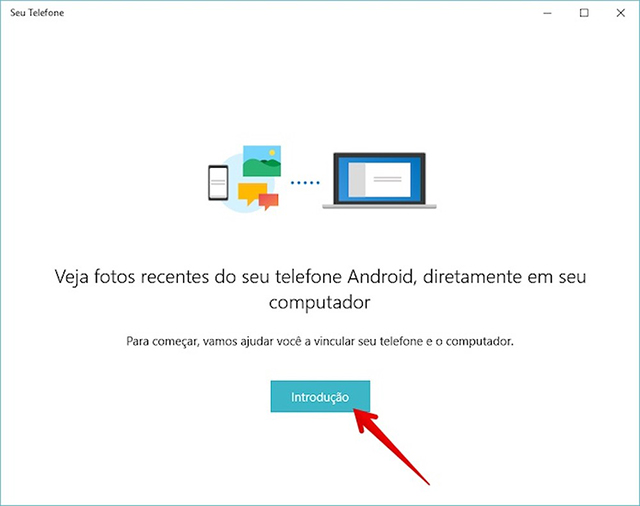 Seu Telefone
Veja fotos recentes do seu telefone Android, diretamente em seu
computador
Para começar, vamos ajudar você a vincular seu telefone e o computador.
Introdução